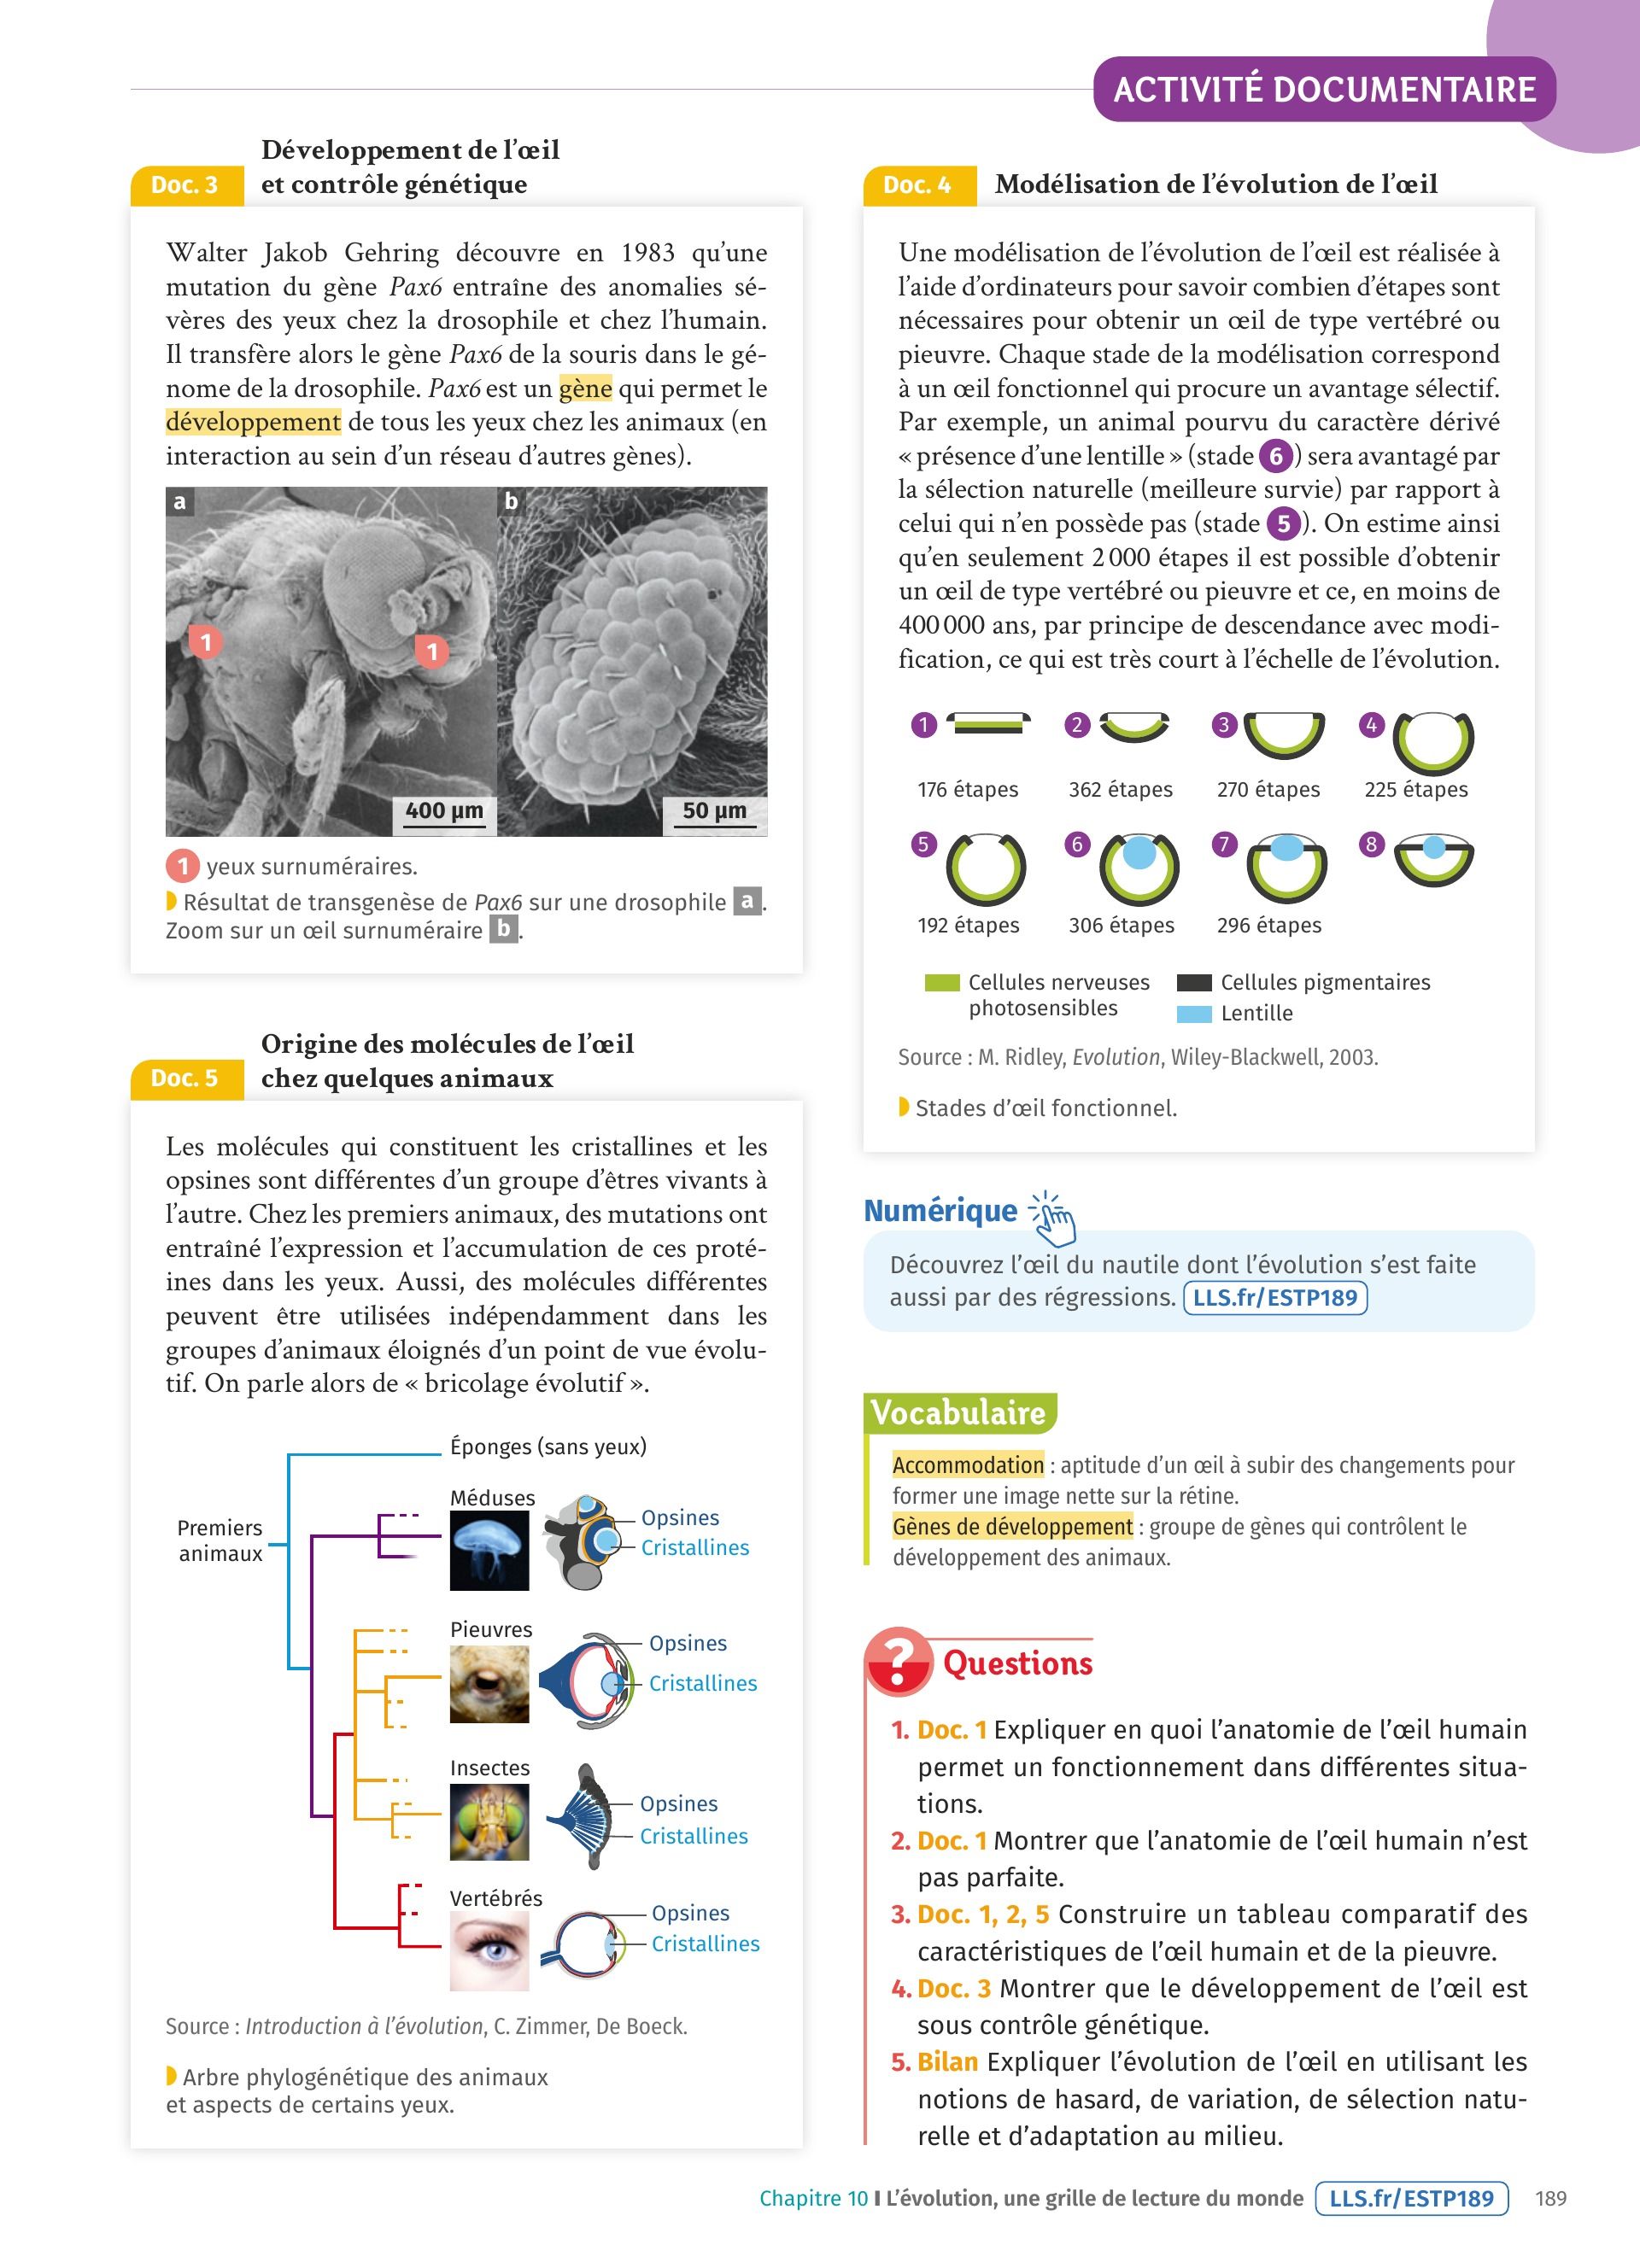 ACTIVITÉ DOCUMENTAIRE
Doc. 3
Développement de l'œil
et contrôle génétique
Walter Jakob Gehring découvre en 1983 qu'une
mutation du gène Pax6 entraîne des anomalies sé-
vères des yeux chez la drosophile et chez l'humain.
Il transfère alors le gène Pax6 de la souris dans le gé-
nome de la drosophile. Pax6 est un gène qui permet le
développement de tous les yeux chez les animaux (en
interaction au sein d'un réseau d'autres gènes).
a
b
1
1
400 µm
50 µm
1 yeux surnuméraires.
Résultat de transgenèse de Pax6 sur une drosophile a.
Zoom sur un œil surnuméraire b.
Doc. 5
Origine des molécules de l'œil
chez quelques animaux
Les molécules qui constituent les cristallines et les
opsines sont différentes d'un groupe d'êtres vivants à
l'autre. Chez les premiers animaux, des mutations ont
entraîné l'expression et l'accumulation de ces proté-
ines dans les yeux. Aussi, des molécules différentes
peuvent être utilisées indépendamment dans les
groupes d'animaux éloignés d'un point de vue évolu-
tif. On parle alors de « bricolage évolutif ».
Éponges (sans yeux)
Premiers
animaux
Méduses
Opsines
Cristallines
Pieuvres
Opsines
Cristallines
Insectes
Opsines
Cristallines
Vertébrés
Opsines
Cristallines
Source : Introduction à l'évolution, C. Zimmer, De Boeck.
Arbre phylogénétique des animaux
et aspects de certains yeux.
Doc. 4
Modélisation de l'évolution de l'œil
Une modélisation de l'évolution de l'œil est réalisée à
l'aide d'ordinateurs pour savoir combien d'étapes sont
nécessaires pour obtenir un œil de type vertébré ou
pieuvre. Chaque stade de la modélisation correspond
à un œil fonctionnel qui procure un avantage sélectif.
Par exemple, un animal pourvu du caractère dérivé
« présence d'une lentille » (stade 6) sera avantagé par
la sélection naturelle (meilleure survie) par rapport à
celui qui n'en possède pas (stade 5). On estime ainsi
qu'en seulement 2 000 étapes il est possible d'obtenir
un œil de type vertébré ou pieuvre et ce, en moins de
400 000 ans, par principe de descendance avec modi-
fication, ce qui est très court à l'échelle de l'évolution.
1 2 3 4
176 étapes 362 étapes 270 étapes 225 étapes
5 6 7 8
192 étapes 306 étapes 296 étapes
Cellules nerveuses
photosensibles
Cellules pigmentaires
Lentille
Source : M. Ridley, Evolution, Wiley-Blackwell, 2003.
Stades d'œil fonctionnel.
Numérique
Découvrez l'œil du nautile dont l'évolution s'est faite
aussi par des régressions. LLS.fr/ESTP189
Vocabulaire
Accommodation : aptitude d'un œil à subir des changements pour
former une image nette sur la rétine.
Gènes de développement : groupe de gènes qui contrôlent le
développement des animaux.
? Questions
1. Doc. 1 Expliquer en quoi l'anatomie de l'œil humain
permet un fonctionnement dans différentes situa-
tions.
2. Doc. 1 Montrer que l'anatomie de l'œil humain n'est
pas parfaite.
3. Doc. 1, 2, 5 Construire un tableau comparatif des
caractéristiques de l'œil humain et de la pieuvre.
4. Doc. 3 Montrer que le développement de l'œil est
sous contrôle génétique.
5. Bilan Expliquer l'évolution de l'œil en utilisant les
notions de hasard, de variation, de sélection natu-
relle et d'adaptation au milieu.
Chapitre 10 I L'évolution, une grille de lecture du monde LLS.fr/ESTP189 189